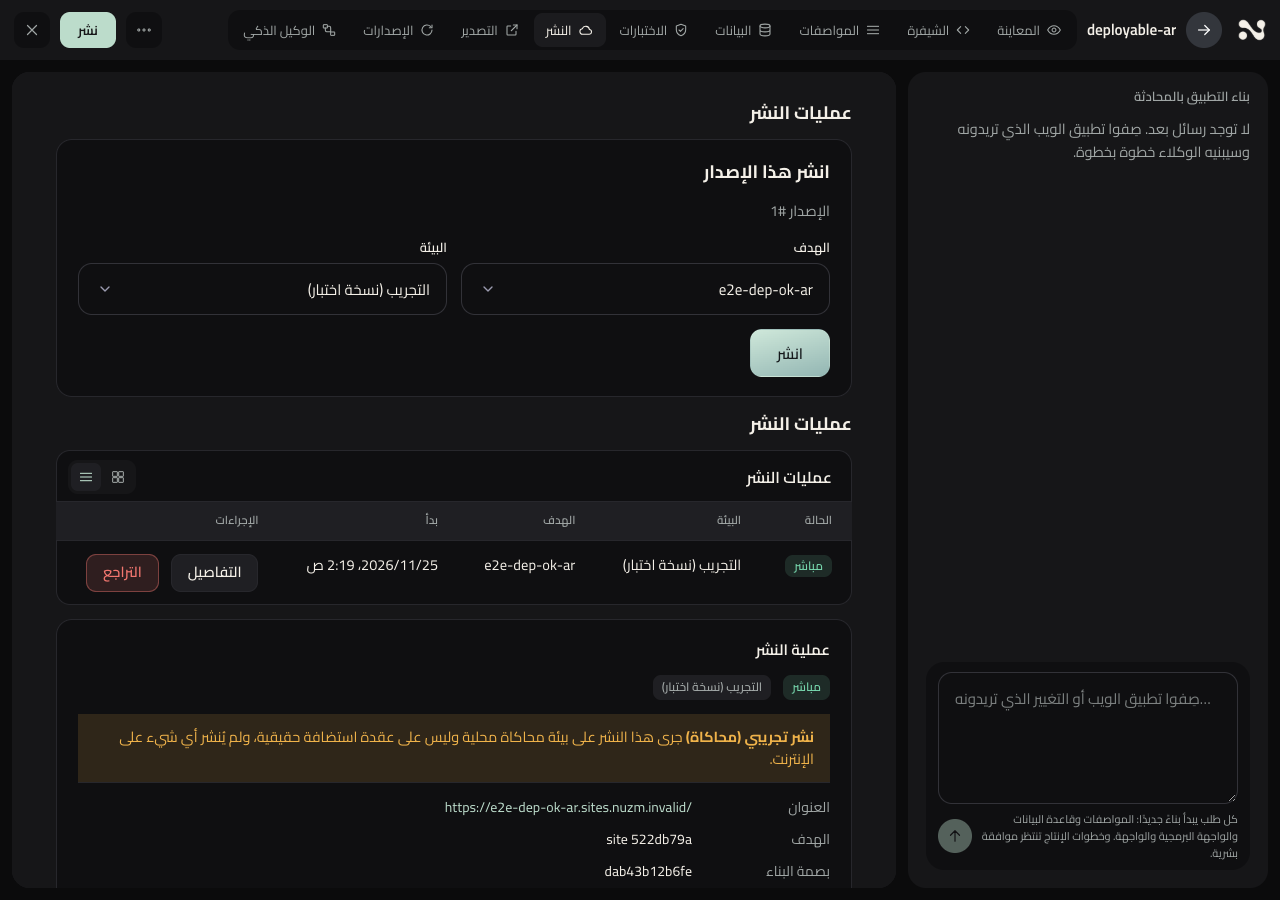 deployable-ar
المعاينة
الشيفرة
المواصفات
البيانات
الاختبارات
النشر
التصدير
الإصدارات
الوكيل الذكي
نشر
بناء التطبيق بالمحادثة
لا توجد رسائل بعد. صِفوا تطبيق الويب الذي تريدونه
وسيبنيه الوكلاء خطوة بخطوة.
صِفوا تطبيق الويب أو التغيير الذي تريدونه...
كل طلب يبدأ بناءً جديدًا: المواصفات وقاعدة البيانات
والواجهة البرمجية والواجهة. وخطوات الإنتاج تنتظر موافقة
بشرية.
عمليات النشر
انشر هذا الإصدار
الإصدار #1
الهدف
البيئة
e2e-dep-ok-ar
التجريب (نسخة اختبار)
انشر
عمليات النشر
عمليات النشر
الحالة
البيئة
الهدف
بدأ
الإجراءات
مباشر
التجريب (نسخة اختبار)
e2e-dep-ok-ar
2026/11/25، 2:19 ص
التفاصيل
التراجع
عملية النشر
مباشر
التجريب (نسخة اختبار)
نشر تجريبي (محاكاة) جرى هذا النشر على بيئة محاكاة محلية وليس على عقدة استضافة حقيقية، ولم يُنشر أي شيء على
الإنترنت.
العنوان
https://e2e-dep-ok-ar.sites.nuzm.invalid/
الهدف
site 522db79a
بصمة البناء
dab43b12b6fe